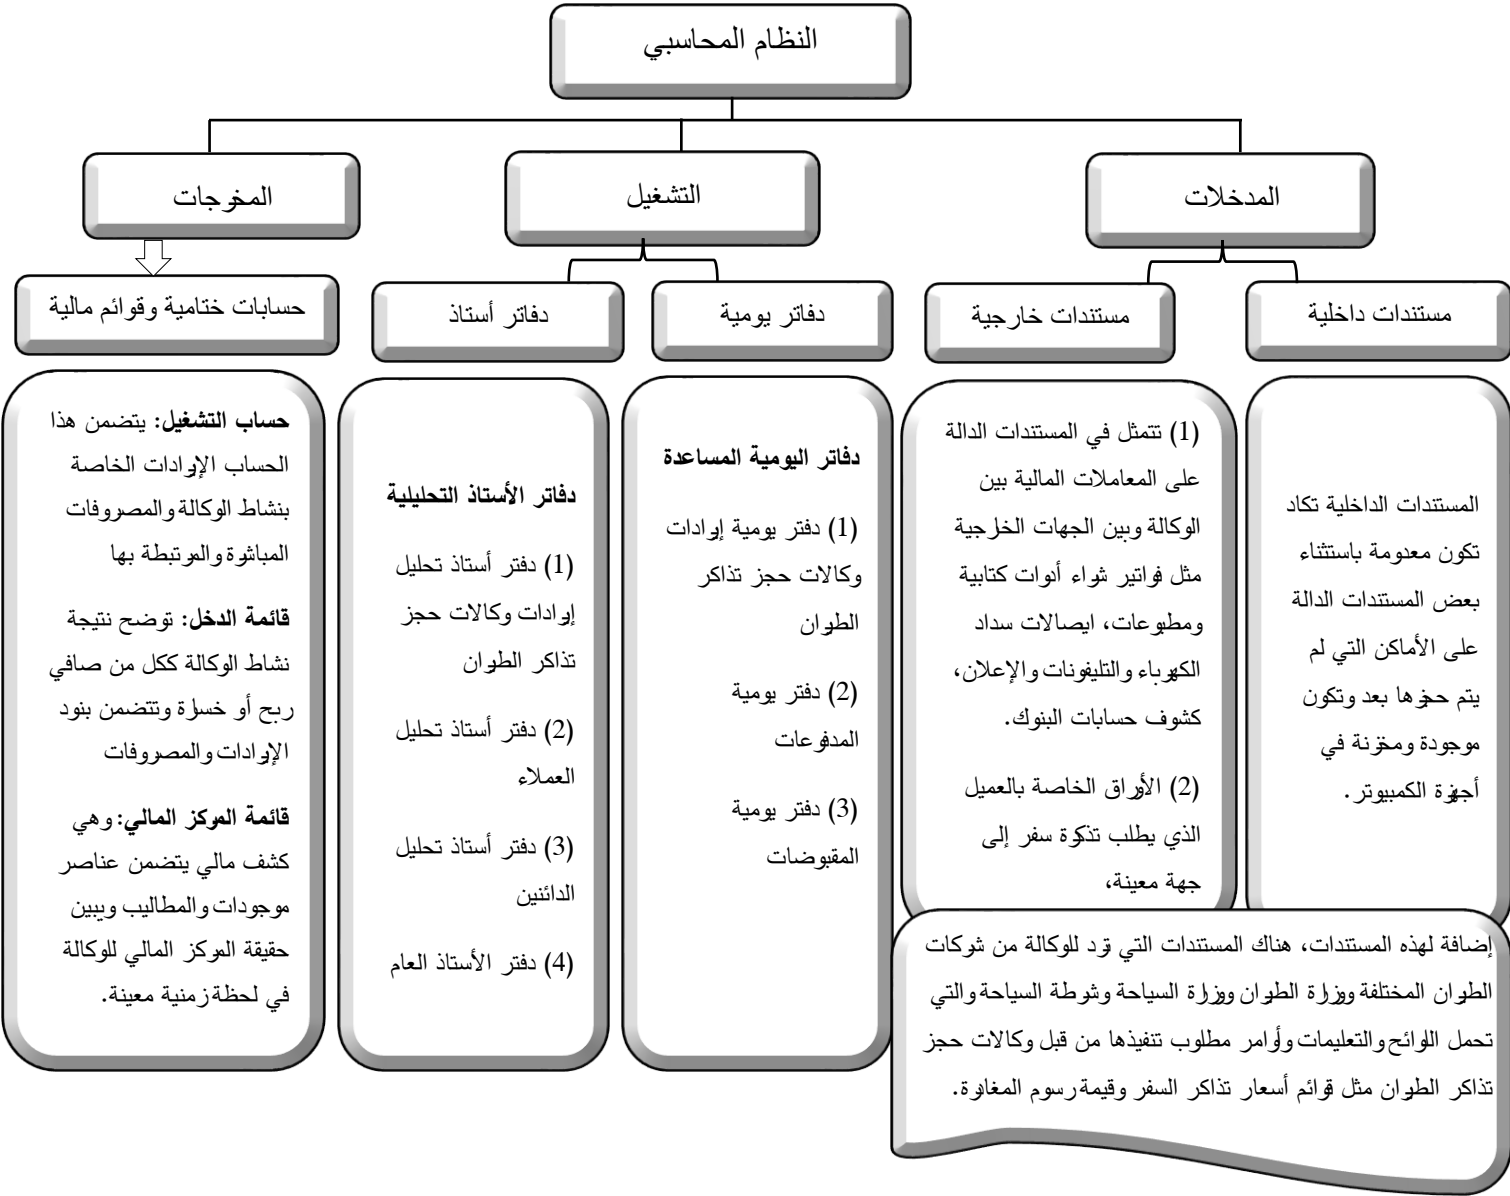 النظام المحاسبي
المدخلات
التشغيل
المخرجات
مستندات داخلية
مستندات خارجية
دفاتر يومية
دفاتر أستاذ
حسابات ختامية وقوائم مالية
المستندات الداخلية تكاد
تكون معدومة باستثناء
بعض المستندات الدالة
على الأماكن التي لم
يتم حجزها بعد وتكون
موجودة ومخزنة في
أجهزة الكمبيوتر.
(1) تتمثل في المستندات الدالة
على المعاملات المالية بين
الوكالة وبين الجهات الخارجية
مثل فواتير شراء أدوات كتابية
ومطبوعات، ايصالات سداد
الكهرباء والتليفونات والإعلان،
كشوف حسابات البنوك.
(2) الأوراق الخاصة بالعميل
الذي يطلب تذكرة سفر إلى
جهة معينة،
إضافة لهذه المستندات، هناك المستندات التي ترد للوكالة من شركات
الطيران المختلفة ووزارة الطيران ووزارة السياحة وشرطة السياحة والتي
تحمل اللوائح والتعليمات وأوامر مطلوب تنفيذها من قبل وكالات حجز
تذاكر الطيران مثل قوائم أسعار تذاكر السفر وقيمة رسوم المغادرة.
دفاتر اليومية المساعدة
(1) دفتر يومية إيرادات
وكالات حجز تذاكر
الطيران
(2) دفتر يومية
المدفوعات
(3) دفتر يومية
المقبوضات
دفاتر الأستاذ التحليلية
(1) دفتر أستاذ تحليل
إيرادات وكالات حجز
تذاكر الطيران
(2) دفتر أستاذ تحليل
العملاء
(3) دفتر أستاذ تحليل
الدائنين
(4) دفتر الأستاذ العام
حساب التشغيل: يتضمن هذا
الحساب الإيرادات الخاصة
بنشاط الوكالة والمصروفات
المباشرة والمرتبطة بها
قائمة الدخل: توضح نتيجة
نشاط الوكالة ككل من صافي
ربح أو خسارة وتتضمن بنود
الإيرادات والمصروفات
قائمة المركز المالي: وهي
كشف مالي يتضمن عناصر
موجودات والمطاليب ويبين
حقيقة المركز المالي للوكالة
في لحظة زمنية معينة.